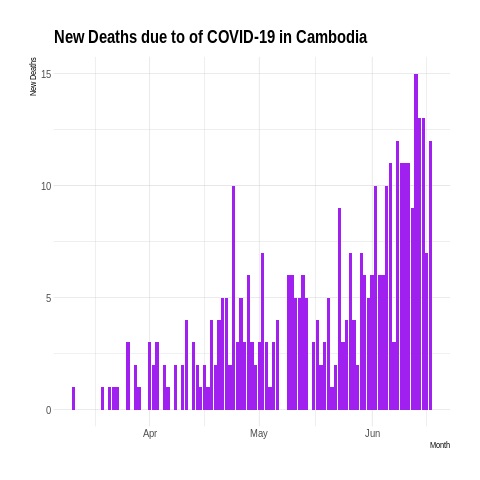 New Deaths due to of COVID-19 in Cambodia
New Deaths
15
10
5
0
Apr May Jun
Month